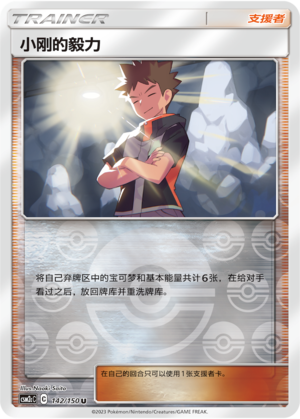 TRAINER
支援者
小刚的毅力
将自己弃牌区中的宝可梦和基本能量共计6张，在给对手
看过之后，放回牌库并重洗牌库。
Illus. Naoki Saito
CSM2cC G 142/150 U
在自己的回合只可以使用1张支援者卡。
©2023 Pokémon/Nintendo/Creatures/GAME FREAK.